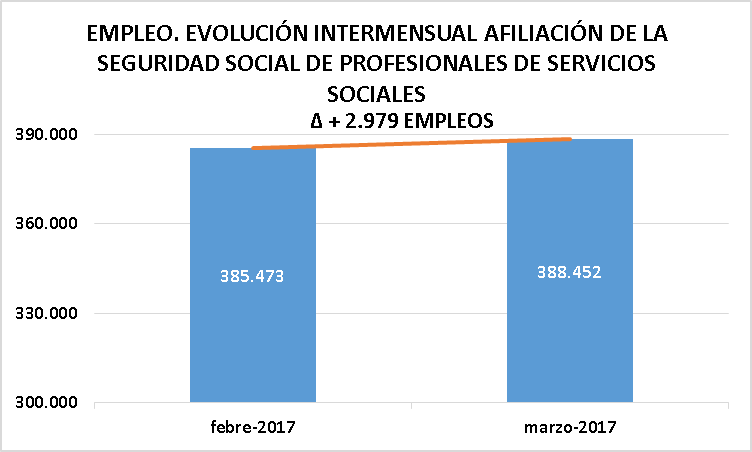 EMPLEO. EVOLUCIÓN INTERMENSUAL AFILIACIÓN DE LA
SEGURIDAD SOCIAL DE PROFESIONALES DE SERVICIOS
SOCIALES
Δ + 2.979 EMPLEOS
390.000
360.000
330.000
300.000
385.473
388.452
febre-2017
marzo-2017